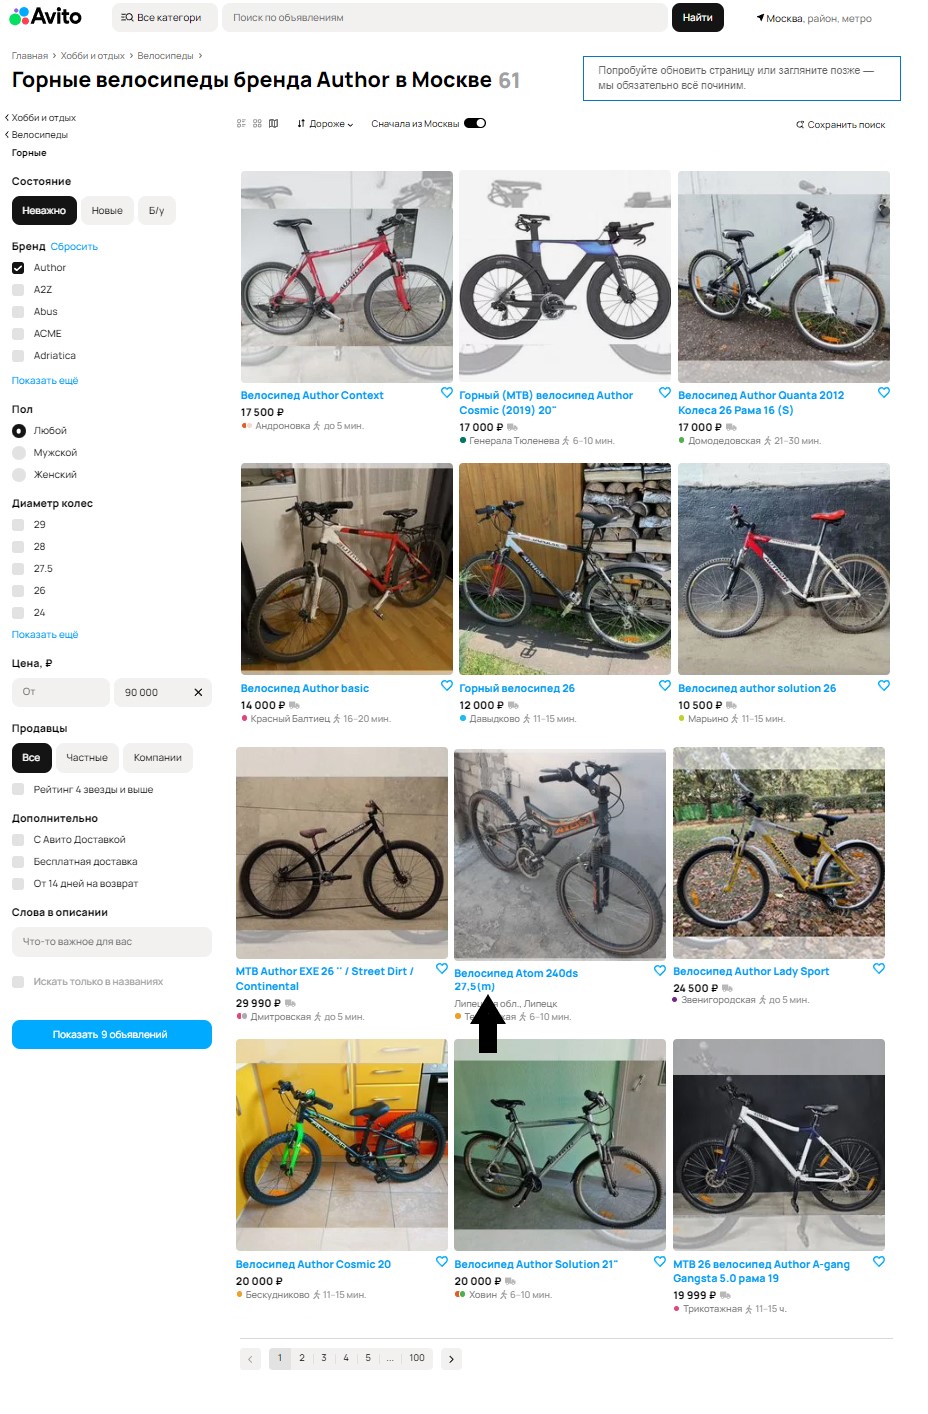 Avito
Все категори
Поиск по объявлениям
Найти
Москва, район, метро
Главная > Хобби и отдых > Велосипеды >
Горные велосипеды бренда Author в Москве 61
Попробуйте обновить страницу или загляните позже —
мы обязательно всё починим.
Хобби и отдых
Велосипеды
Горные
Дороже
Сначала из Москвы
Сохранить поиск
Состояние
Неважно
Новые
Б/у
Бренд Сбросить
Author
A2Z
Abus
ACME
Adriatica
Показать ещё
Пол
Любой
Мужской
Женский
Диаметр колес
29
28
27.5
26
24
Показать ещё
Цена, ₽
От
90 000
Продавцы
Все
Частные
Компании
Рейтинг 4 звезды и выше
Дополнительно
С Авито Доставкой
Бесплатная доставка
От 14 дней на возврат
Слова в описании
Что-то важное для вас
Искать только в названиях
Показать 9 объявлений
Велосипед Author Context
17 500 ₽
Андроновка до 5 мин.
Горный (MTB) велосипед Author
Cosmic (2019) 20"
17 000 ₽
Генерала Тюленева 6–10 мин.
Велосипед Author Quanta 2012
Колеса 26 Рама 16 (S)
17 000 ₽
Домодедовская 21–30 мин.
Велосипед Author basic
14 000 ₽
Красный Балтиец 16–20 мин.
Горный велосипед 26
12 000 ₽
Давыдково 11–15 мин.
Велосипед author solution 26
10 500 ₽
Марьино 11–15 мин.
MTB Author EXE 26 '' / Street Dirt /
Continental
29 990 ₽
Дмитровская до 5 мин.
Велосипед Atom 240ds
27,5(m)
обл., Липецк
6–10 мин.
Велосипед Author Lady Sport
24 500 ₽
Звенигородская до 5 мин.
Велосипед Author Cosmic 20
20 000 ₽
Бескудниково 11–15 мин.
Велосипед Author Solution 21"
20 000 ₽
Ховин 6–10 мин.
MTB 26 велосипед Author A-gang
Gangsta 5.0 рама 19
19 999 ₽
Трикотажная 11–15 ч.
1 2 3 4 5 ... 100